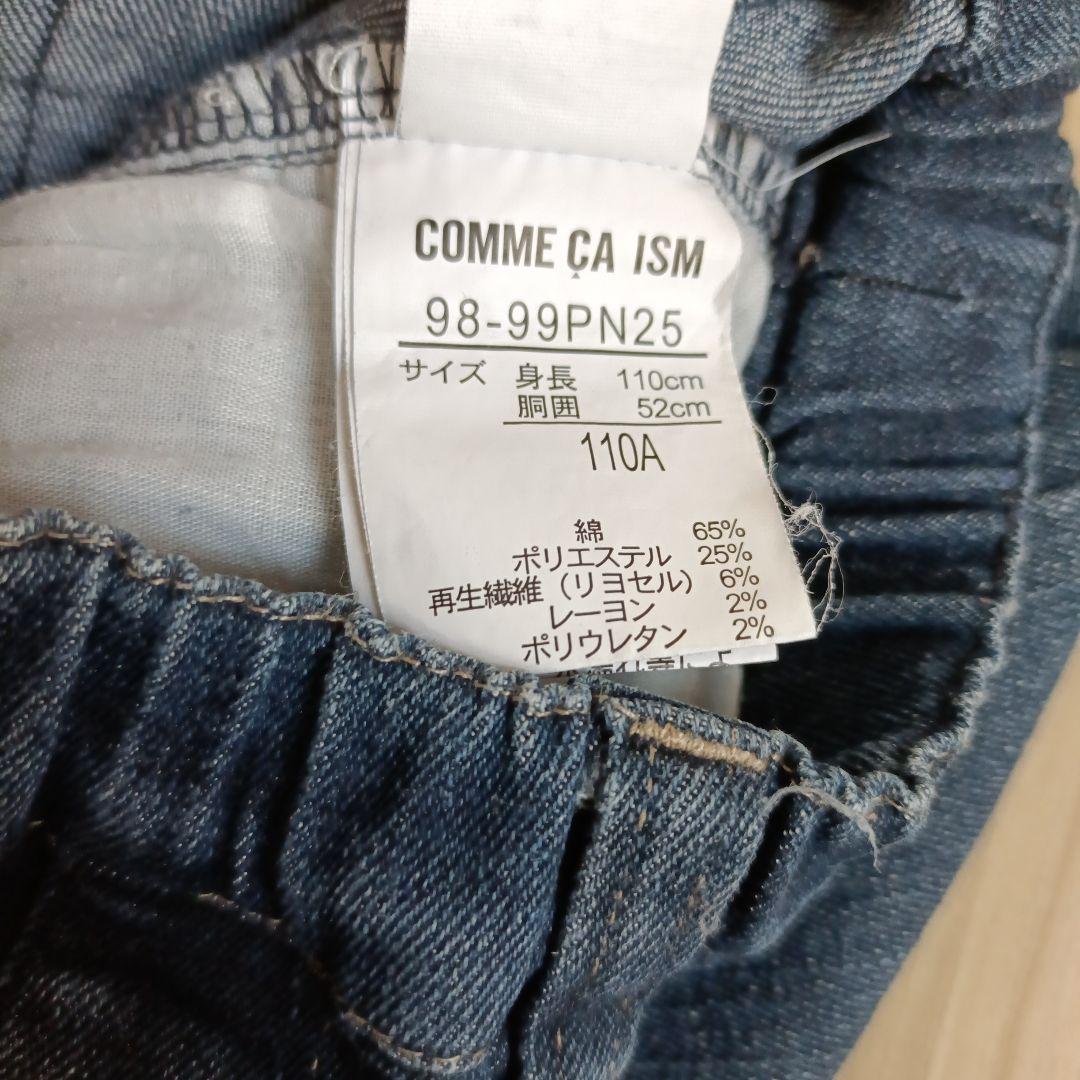 COMME ÇA ISM
98-99PN25
サイズ 身長 110cm
胴囲 52cm
110A
綿 65%
ポリエステル 25%
再生繊維（リヨセル） 6%
レーヨン 2%
ポリウレタン 2%